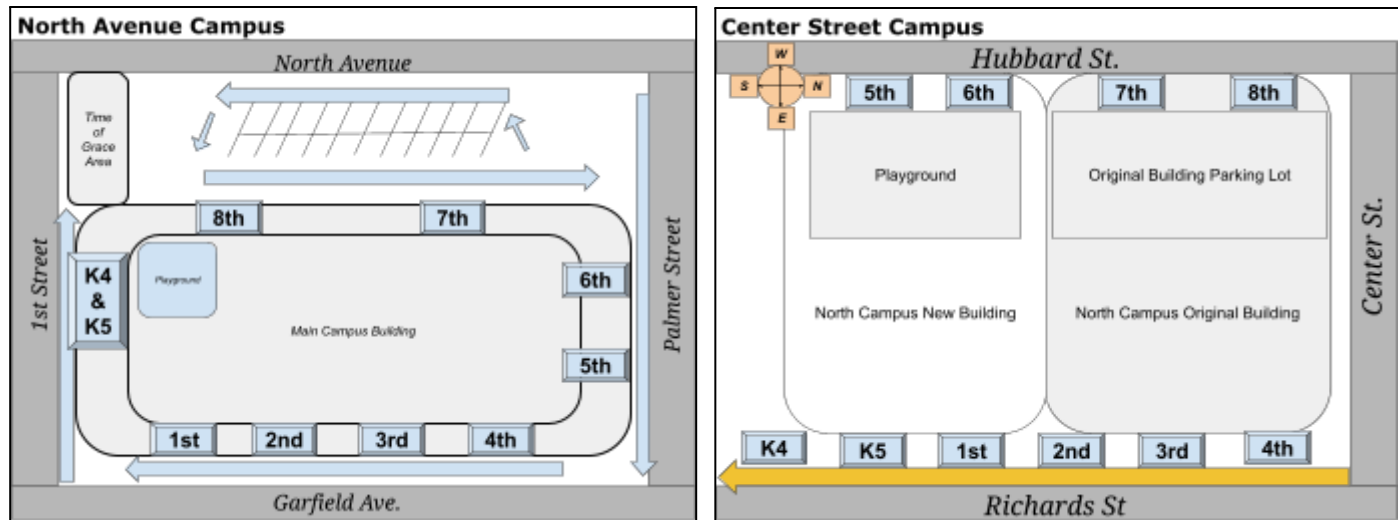 North Avenue Campus
North Avenue
Time
of
Grace
Area
1st Street
Palmer Street
8th
7th
K4
&
K5
Playground
6th
Main Campus Building
5th
1st
2nd
3rd
4th
Garfield Ave.
Center Street Campus
Hubbard St.
W
S
N
E
5th
6th
7th
8th
Playground
Original Building Parking Lot
Center St.
North Campus New Building
North Campus Original Building
K4
K5
1st
2nd
3rd
4th
Richards St